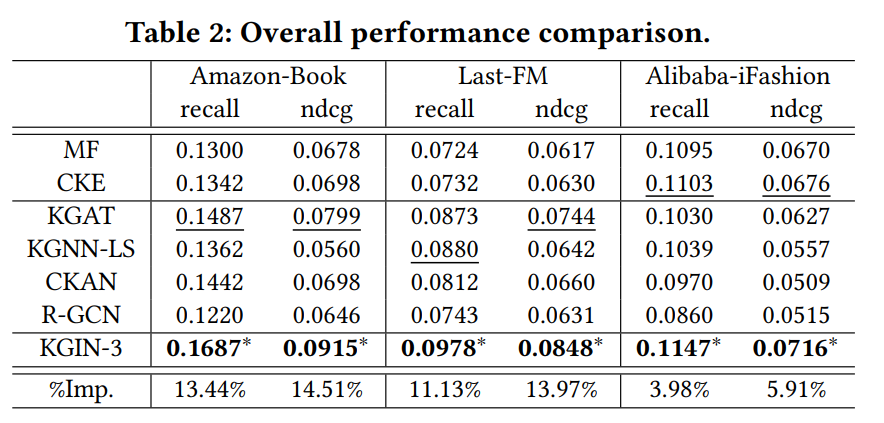 Table 2: Overall performance comparison.
Amazon-Book Last-FM Alibaba-iFashion
recall ndcg recall ndcg recall ndcg
MF 0.1300 0.0678 0.0724 0.0617 0.1095 0.0670
CKE 0.1342 0.0698 0.0732 0.0630 0.1103 0.0676
KGAT 0.1487 0.0799 0.0873 0.0744 0.1030 0.0627
KGNN-LS 0.1362 0.0560 0.0880 0.0642 0.1039 0.0557
CKAN 0.1442 0.0698 0.0812 0.0660 0.0970 0.0509
R-GCN 0.1220 0.0646 0.0743 0.0631 0.0860 0.0515
KGIN-3 0.1687* 0.0915* 0.0978* 0.0848* 0.1147* 0.0716*
%Imp. 13.44% 14.51% 11.13% 13.97% 3.98% 5.91%